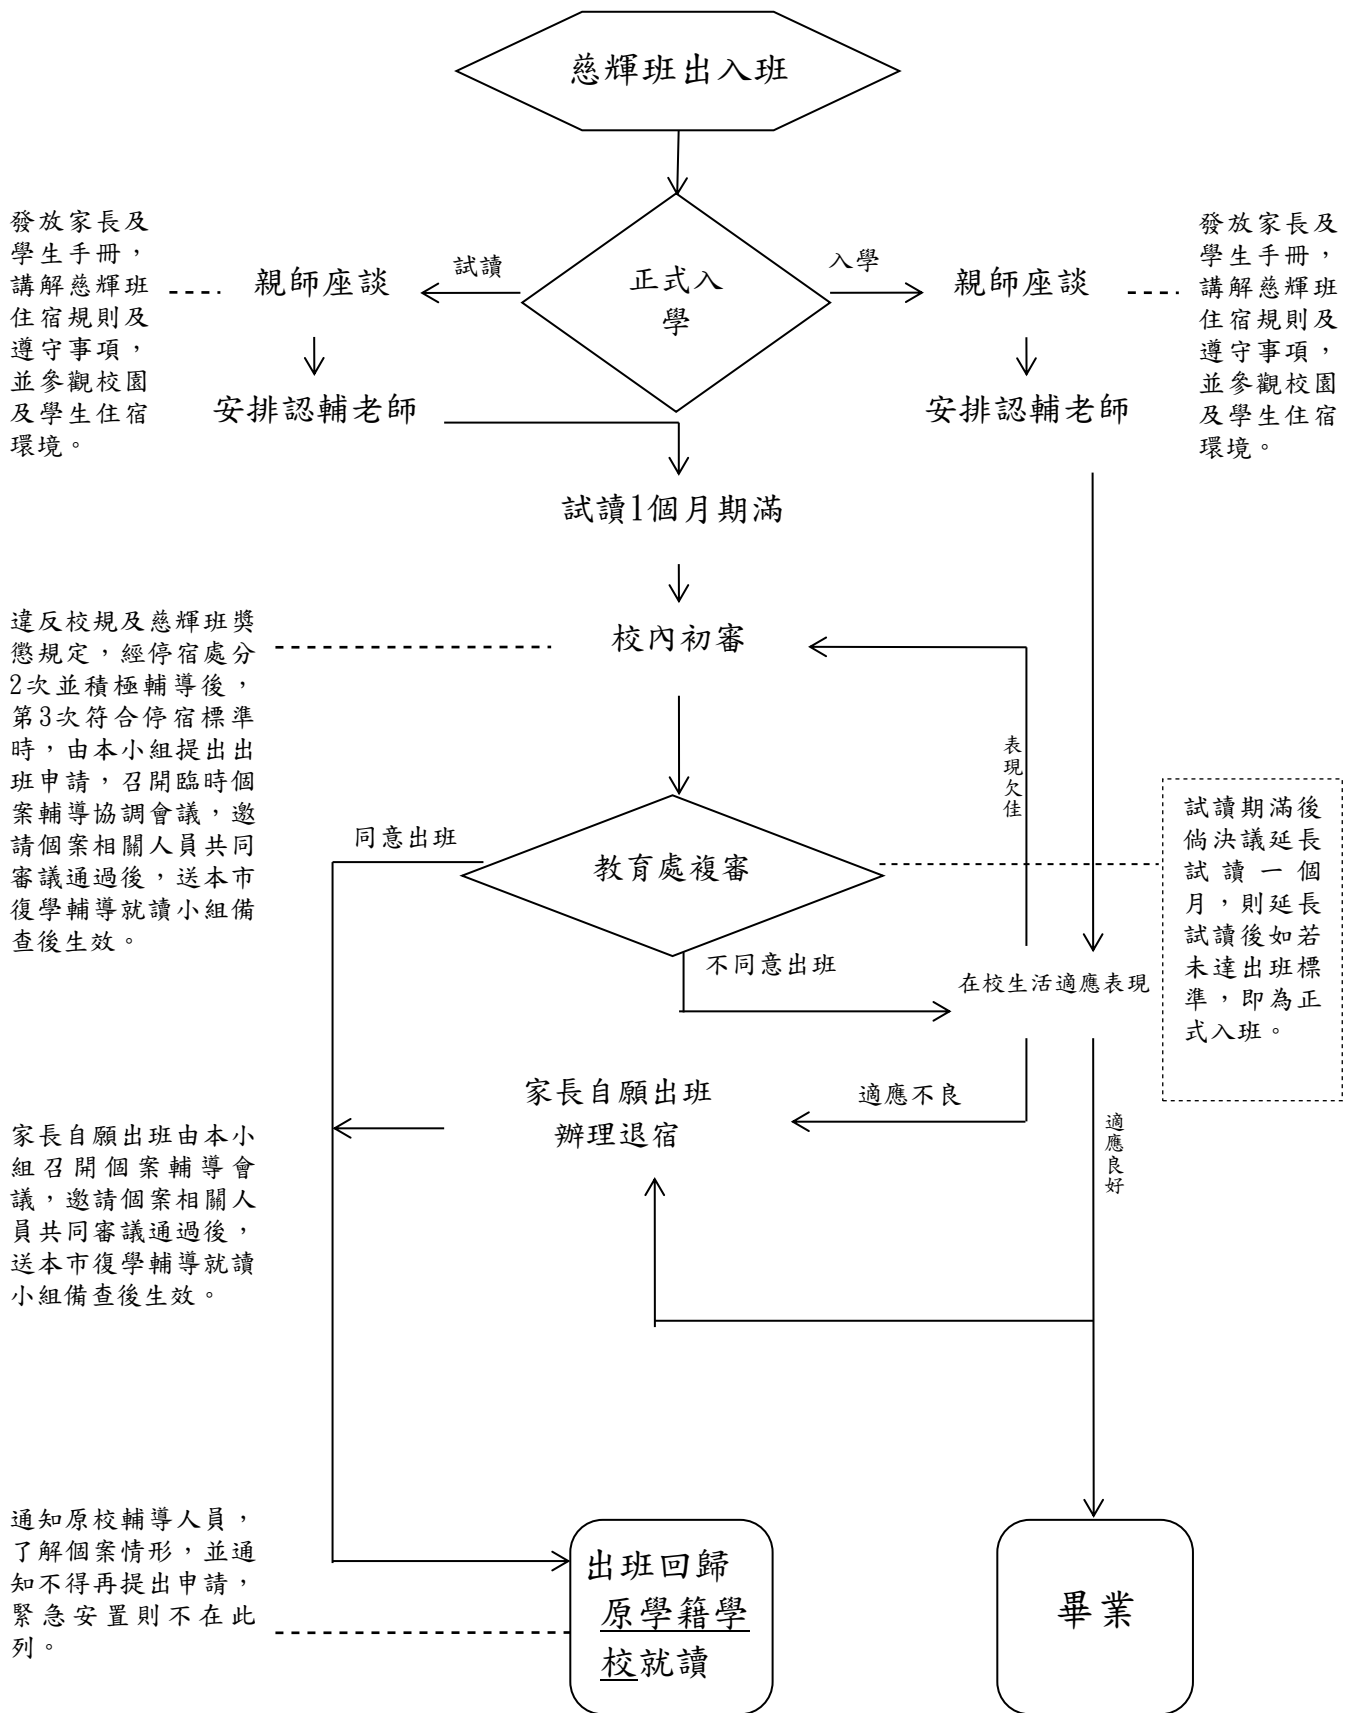 慈輝班出入班
發放家長及
學生手冊，
講解慈輝班
住宿規則及
遵守事項，
並參觀校園
及學生住宿
環境。
親師座談
試讀
正式入
學
入學
親師座談
發放家長及
學生手冊，
講解慈輝班
住宿規則及
遵守事項，
並參觀校園
及學生住宿
環境。
安排認輔老師
安排認輔老師
試讀1個月期滿
違反校規及慈輝班獎
懲規定，經停宿處分
2次並積極輔導後，
第3次符合停宿標準
時，由本小組提出出
班申請，召開臨時個
案輔導協調會議，邀
請個案相關人員共同
審議通過後，送本市
復學輔導就讀小組備
查後生效。
校內初審
表現欠佳
同意出班
教育處複審
試讀期滿後
倘決議延長
試讀一個
月，則延長
試讀後如若
未達出班標
準，即為正
式入班。
不同意出班
在校生活適應表現
家長自願出班
辦理退宿
適應不良
適應良好
家長自願出班由本小
組召開個案輔導會
議，邀請個案相關人
員共同審議通過後，
送本市復學輔導就讀
小組備查後生效。
通知原校輔導人員，
了解個案情形，並通
知不得再提出申請，
緊急安置則不在此
列。
出班回歸
原學籍學
校就讀
畢業